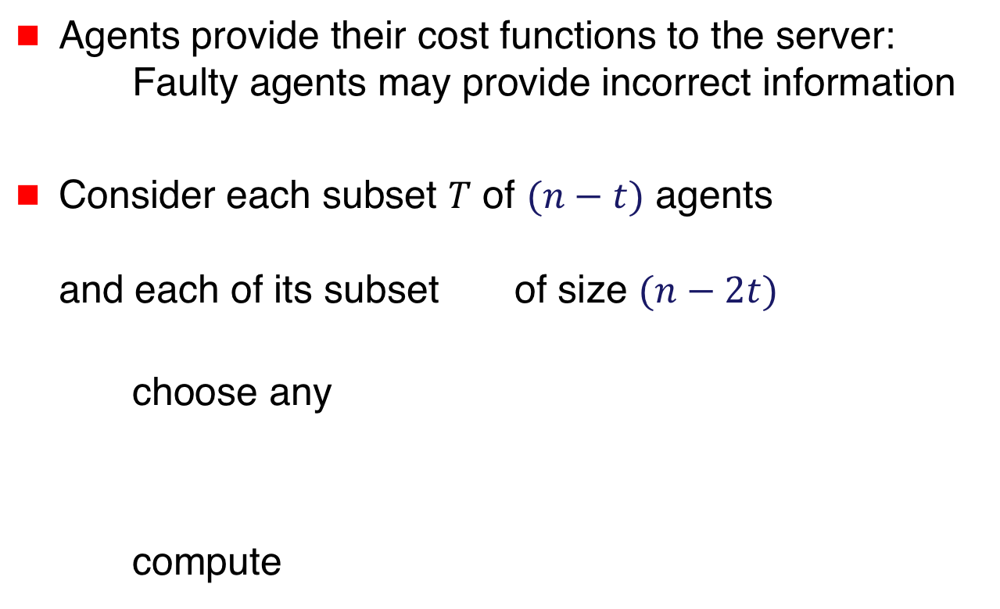 Agents provide their cost functions to the server:
Faulty agents may provide incorrect information
Consider each subset T of (n − t) agents
and each of its subset of size (n − 2t)
choose any
compute